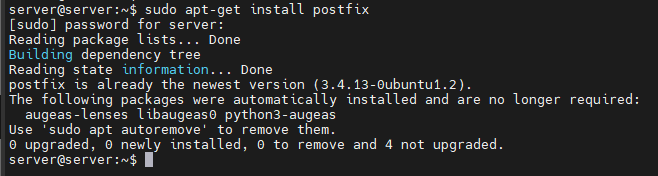 server@server:~$ sudo apt-get install postfix
[sudo] password for server:
Reading package lists... Done
Building dependency tree
Reading state information... Done
postfix is already the newest version (3.4.13-0ubuntu1.2).
The following packages were automatically installed and are no longer required:
  augeas-lenses libaugeas0 python3-augeas
Use 'sudo apt autoremove' to remove them.
0 upgraded, 0 newly installed, 0 to remove and 4 not upgraded.
server@server:~$